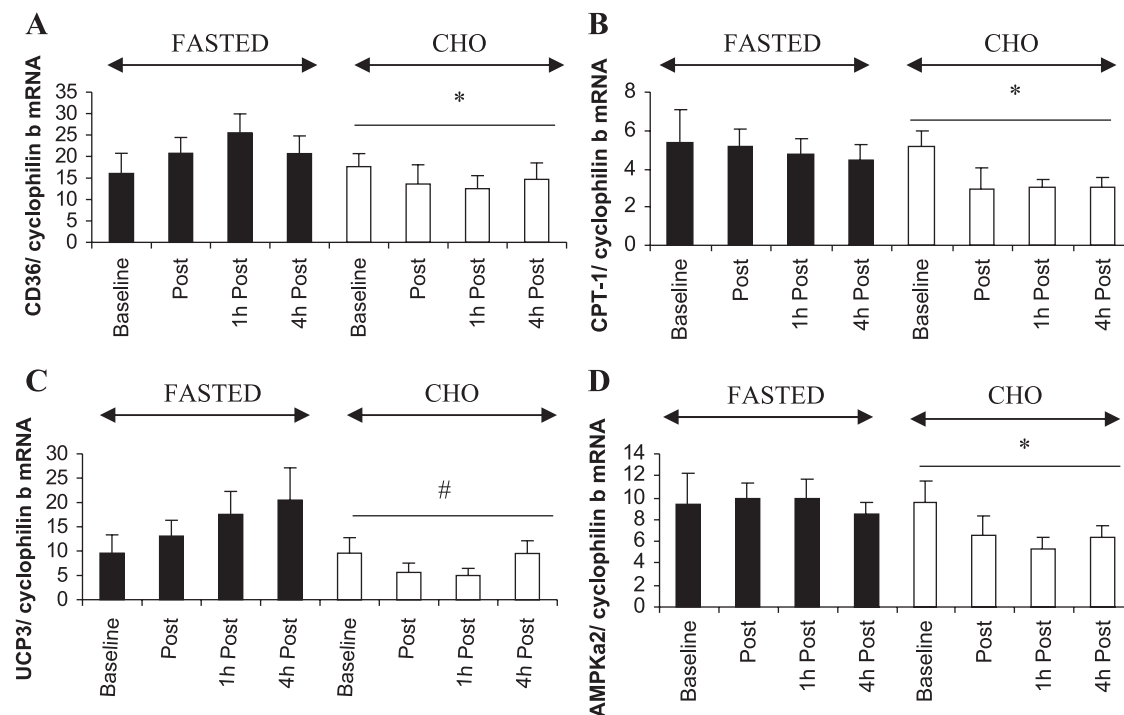 A
FASTED CHO
CD36/ cyclophilin b mRNA
35
30
25
20
15
10
5
0
*
Baseline
Post
1h Post
4h Post
Baseline
Post
1h Post
4h Post
B
FASTED CHO
CPT-1/ cyclophilin b mRNA
8
6
4
2
0
*
Baseline
Post
1h Post
4h Post
Baseline
Post
1h Post
4h Post
C
FASTED CHO
UCP3/ cyclophilin b mRNA
30
25
20
15
10
5
0
#
Baseline
Post
1h Post
4h Post
Baseline
Post
1h Post
4h Post
D
FASTED CHO
AMPKa2/ cyclophilin b mRNA
14
12
10
8
6
4
2
0
*
Baseline
Post
1h Post
4h Post
Baseline
Post
1h Post
4h Post